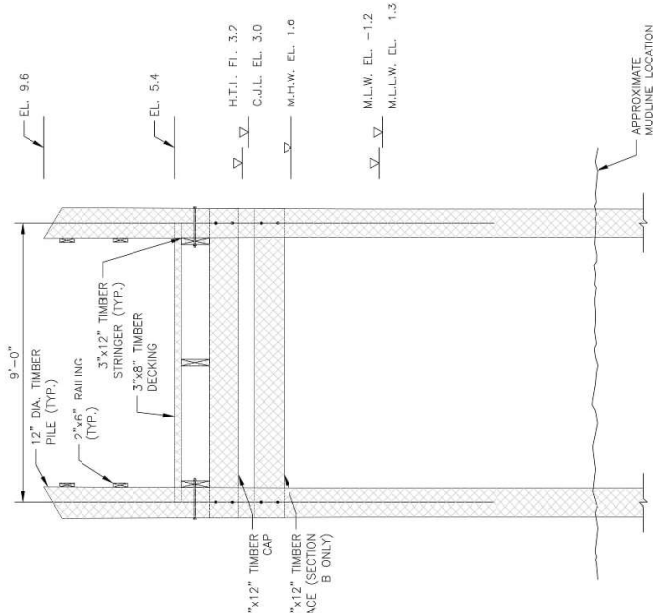 EL. 9.6
EL. 5.4
H.T.L. EL. 3.2
C.J.L. EL. 3.0
M.H.W. EL. 1.6
M.L.W. EL. -1.2
M.L.L.W. EL. 1.3
APPROXIMATE
MUDLINE LOCATION
9'-0"
12" DIA. TIMBER
PILE (TYP.)
2"x6" RAILING
(TYP.)
3"x12" TIMBER
STRINGER (TYP.)
3"x8" TIMBER
DECKING
"x12" TIMBER
CAP
"x12" TIMBER
ACE (SECTION
B ONLY)